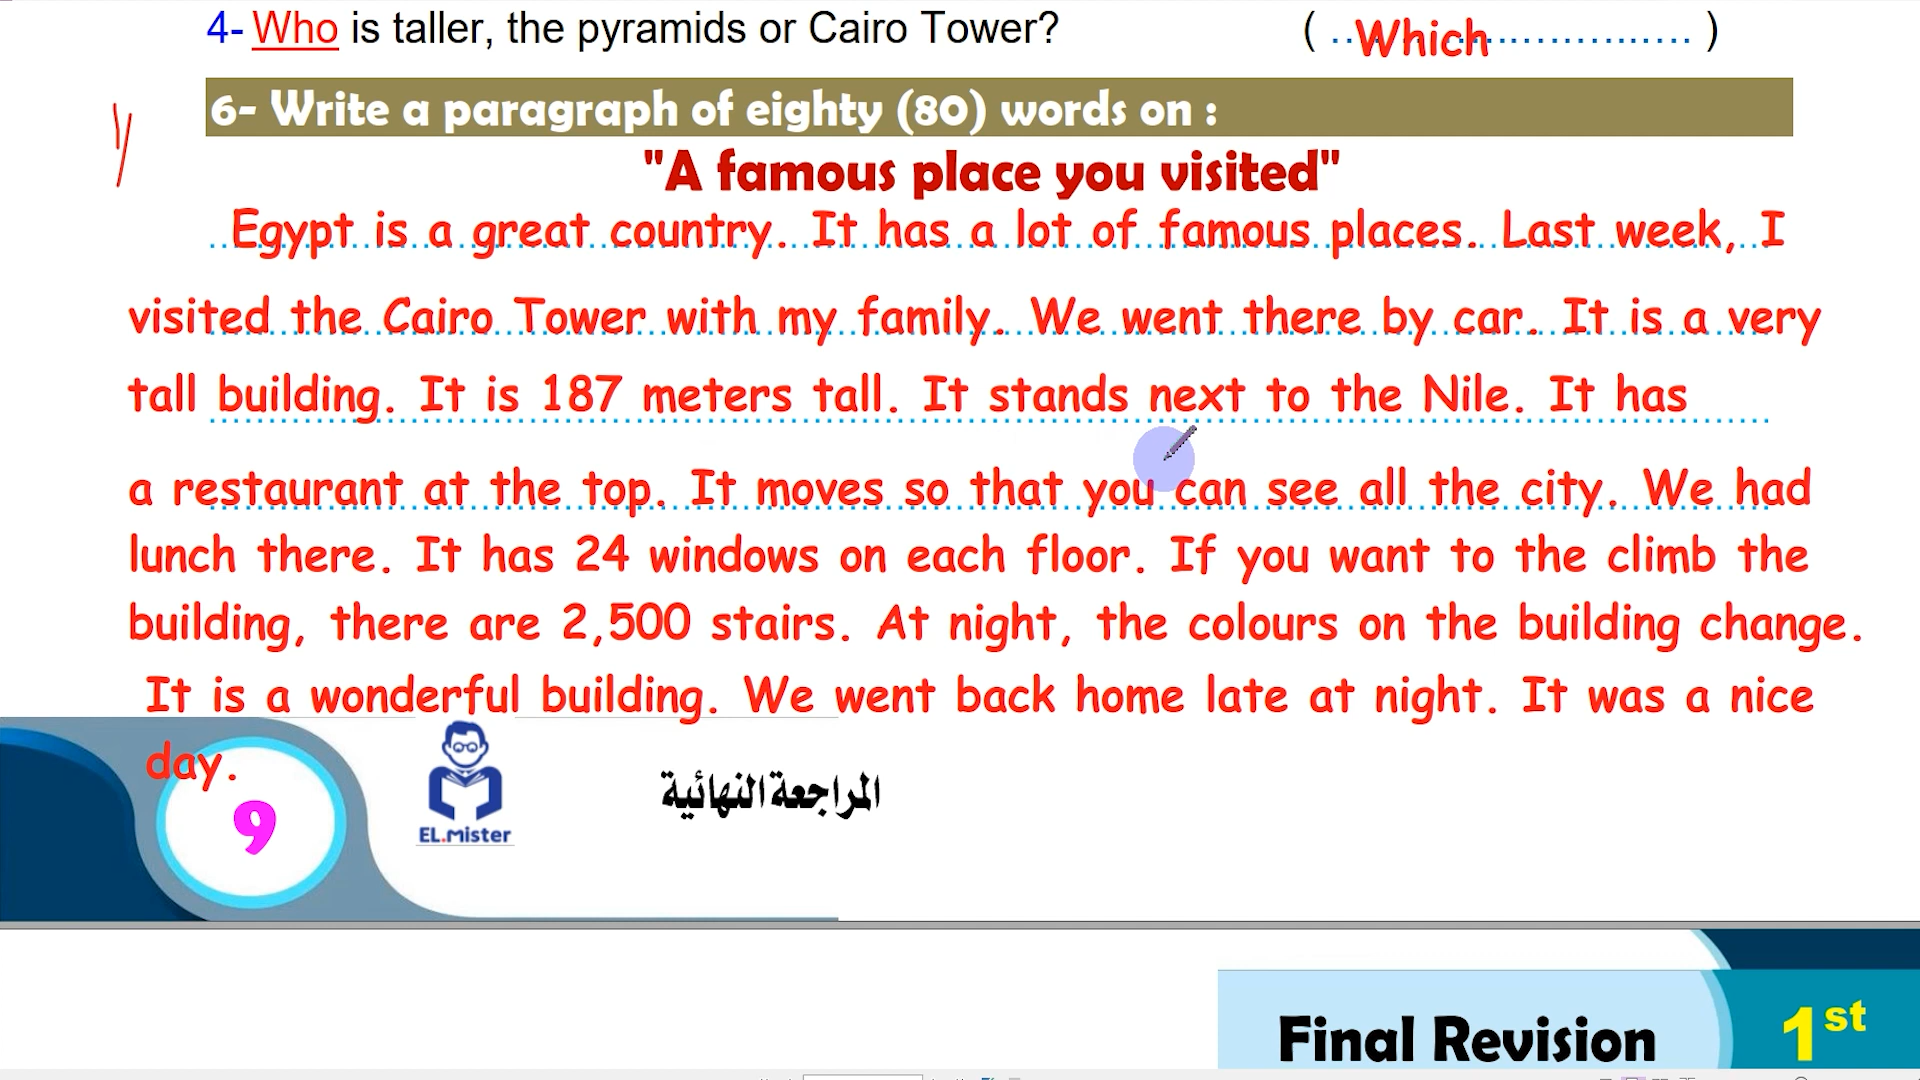 4- Who is taller, the pyramids or Cairo Tower? ( ...Which................ )
6- Write a paragraph of eighty (80) words on :
"A famous place you visited"
Egypt is a great country. It has a lot of famous places. Last week, I
visited the Cairo Tower with my family. We went there by car. It is a very
tall building. It is 187 meters tall. It stands next to the Nile. It has
a restaurant at the top. It moves so that you can see all the city. We had
lunch there. It has 24 windows on each floor. If you want to the climb the
building, there are 2,500 stairs. At night, the colours on the building change.
It is a wonderful building. We went back home late at night. It was a nice
day.
9
EL.Mister
المراجعة النهائية
Final Revision
1st